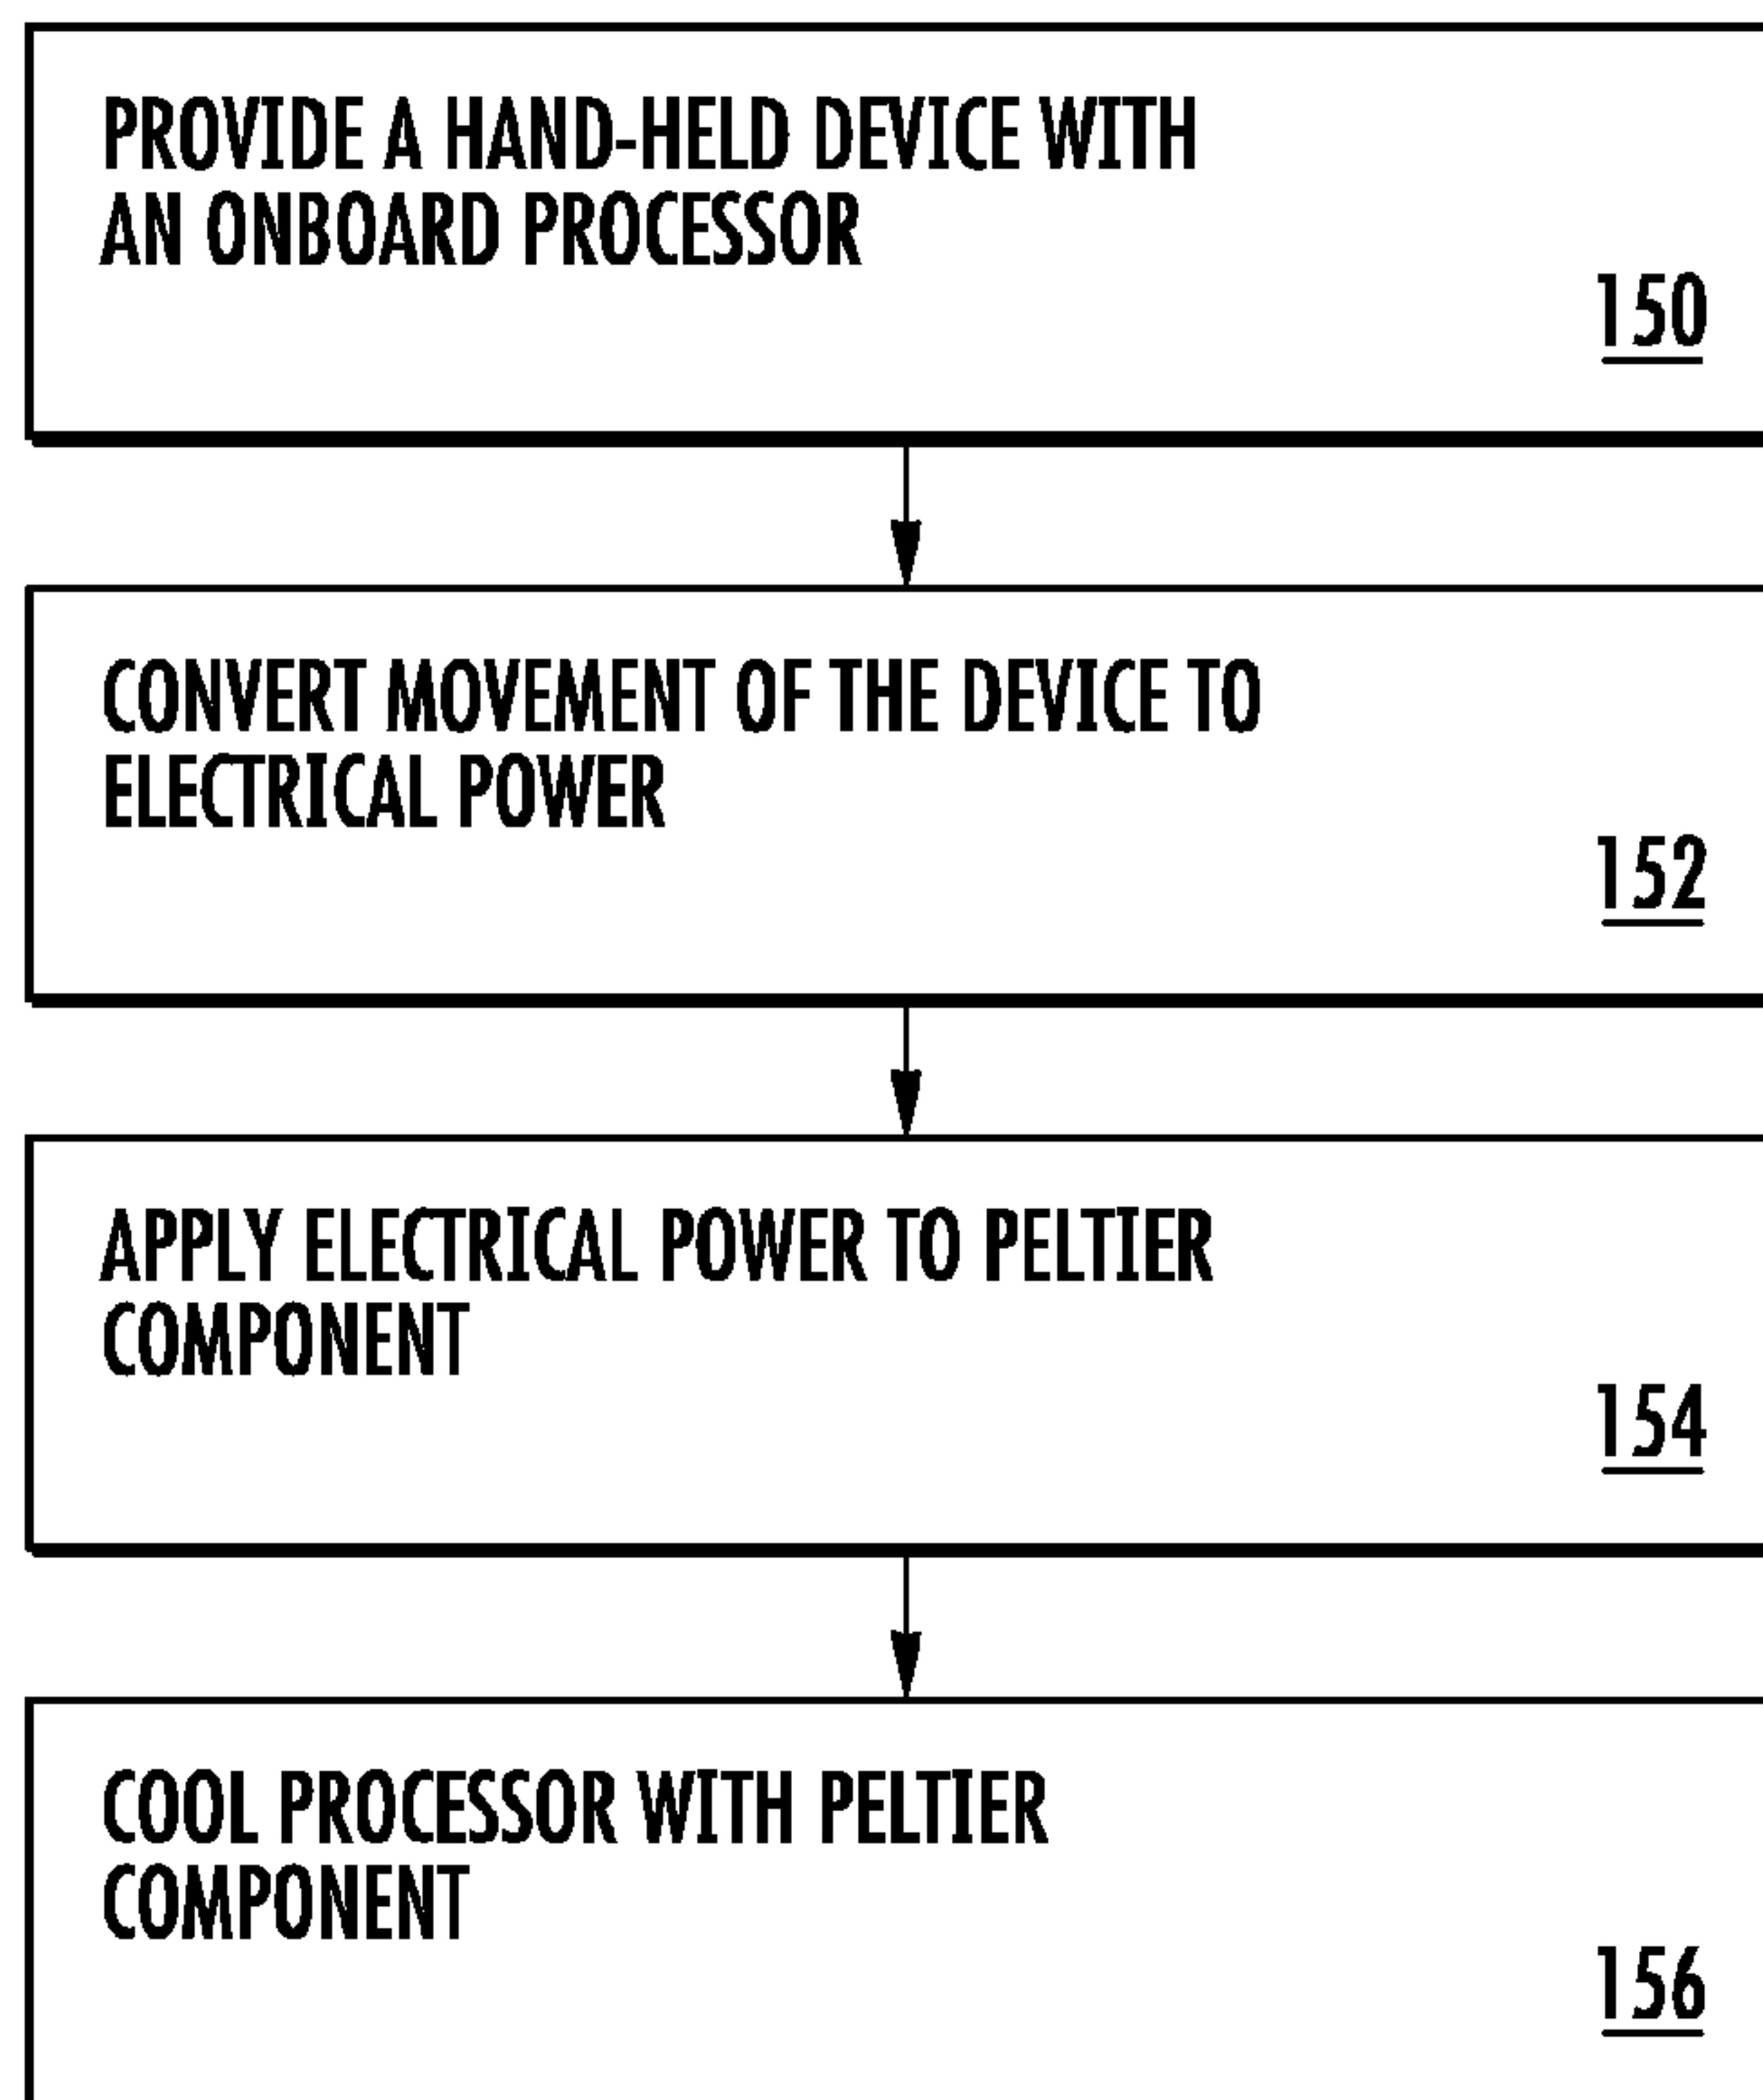 PROVIDE A HAND-HELD DEVICE WITH
AN ONBOARD PROCESSOR
150
CONVERT MOVEMENT OF THE DEVICE TO
ELECTRICAL POWER
152
APPLY ELECTRICAL POWER TO PELTIER
COMPONENT
154
COOL PROCESSOR WITH PELTIER
COMPONENT
156